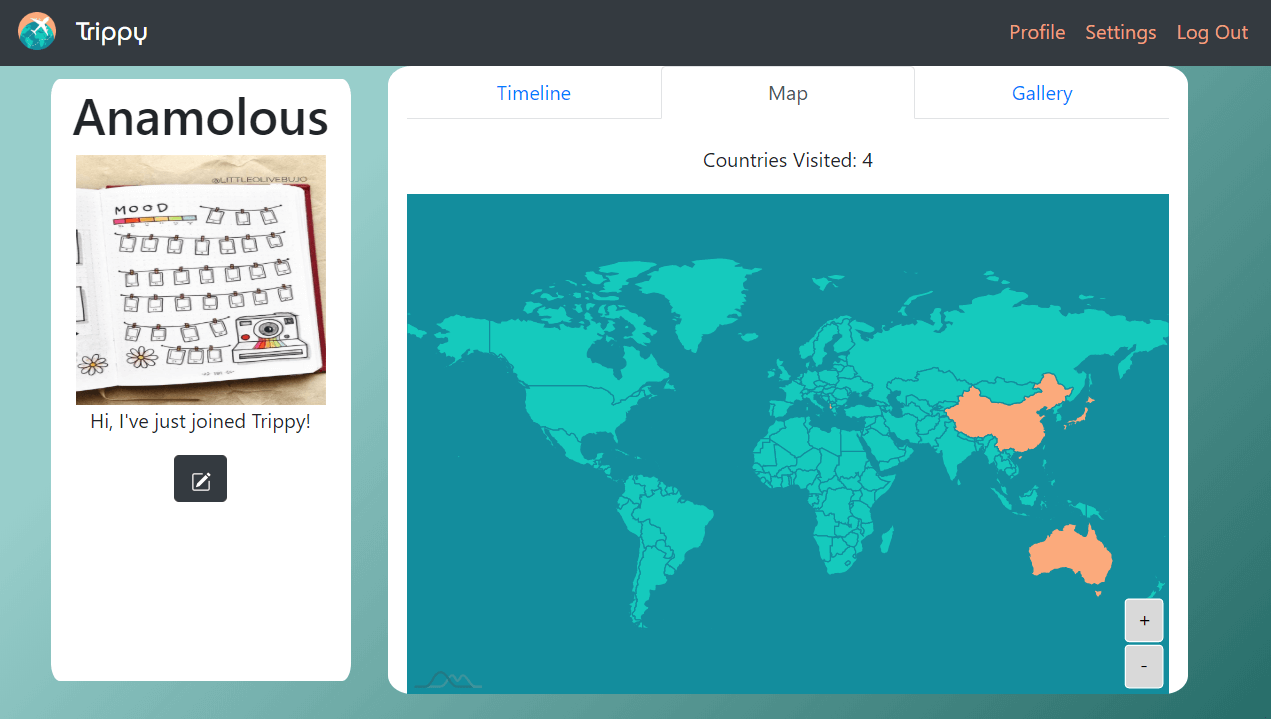 Trippy
Profile Settings Log Out
Anamolous
@LITTLEOLIVEBUJO
MOOD
Hi, I've just joined Trippy!
Timeline Map Gallery
Countries Visited: 4
+
-